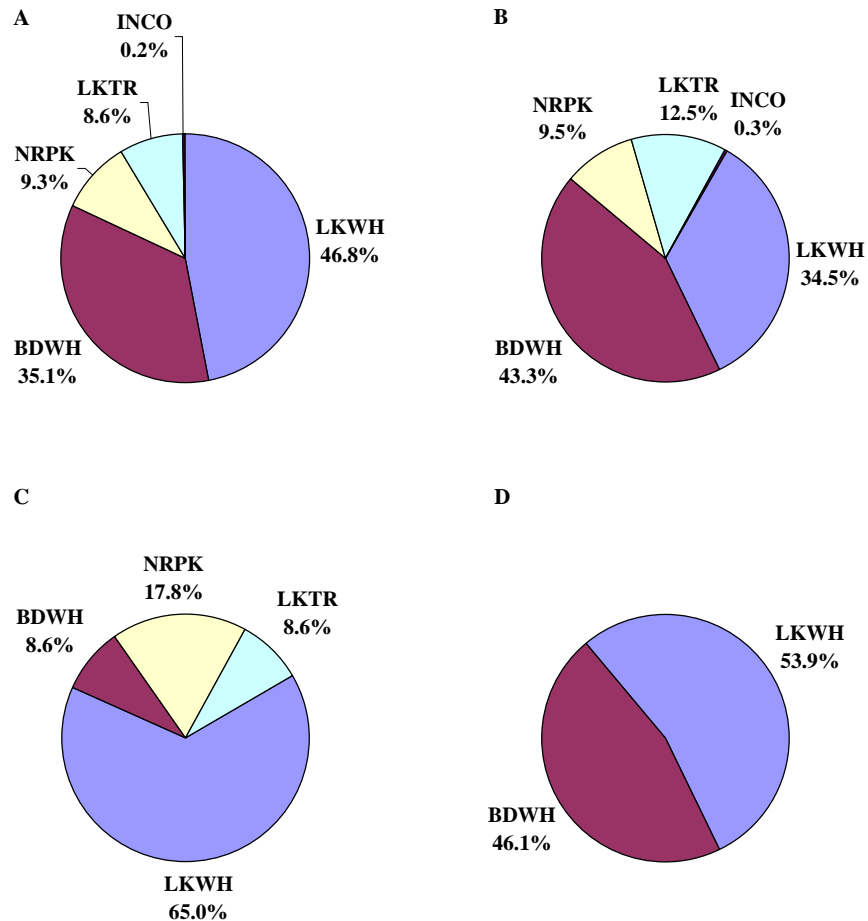 A
INCO
0.2%
LKTR
8.6%
NRPK
9.3%
LKWH
46.8%
BDWH
35.1%
B
LKTR
12.5%
INCO
0.3%
NRPK
9.5%
LKWH
34.5%
BDWH
43.3%
C
NRPK
17.8%
LKTR
8.6%
BDWH
8.6%
LKWH
65.0%
D
LKWH
53.9%
BDWH
46.1%